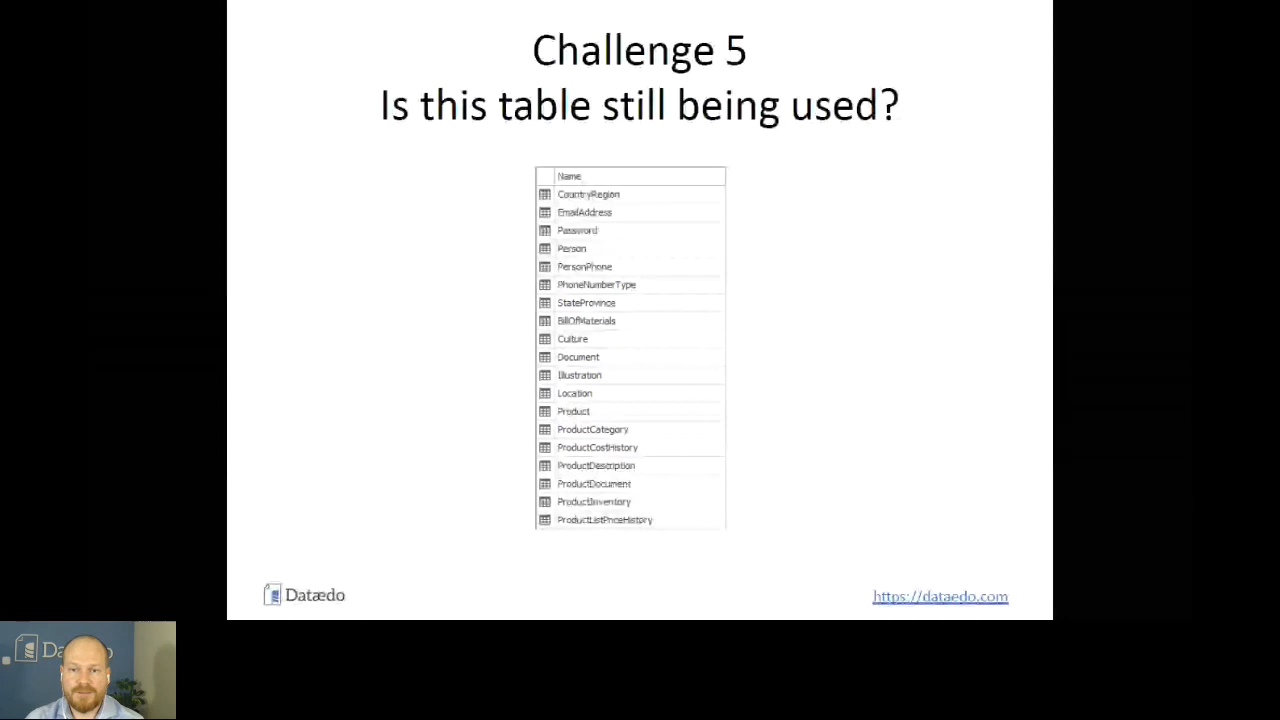 Challenge 5
Is this table still being used?
Name
CountryRegion
EmailAddress
Password
Person
PersonPhone
PhoneNumberType
StateProvince
BillOfMaterials
Culture
Document
Illustration
Location
Product
ProductCategory
ProductCostHistory
ProductDescription
ProductDocument
ProductInventory
ProductListPriceHistory
Datædo
https://dataedo.com